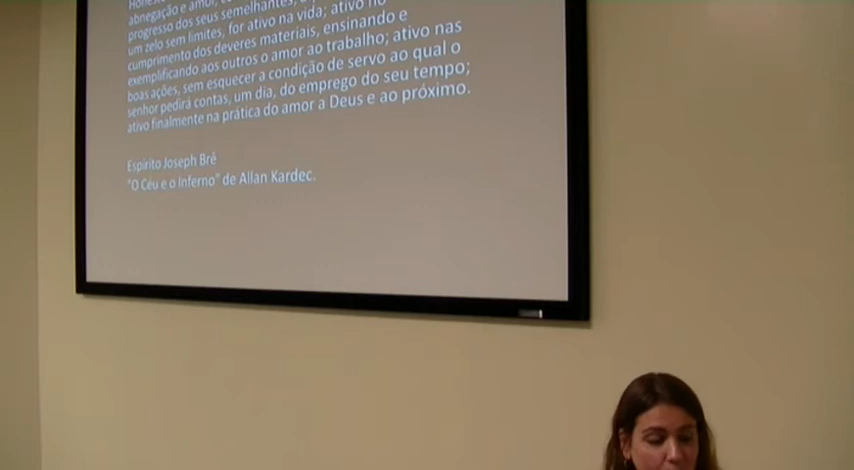 abnegação e amor,
progresso dos seus semelhantes,
um zelo sem limites, for ativo na vida; ativo no
cumprimento dos deveres materiais, ensinando e
exemplificando aos outros o amor ao trabalho; ativo nas
boas ações, sem esquecer a condição de servo ao qual o
senhor pedirá contas, um dia, do emprego do seu tempo;
ativo finalmente na prática do amor a Deus e ao próximo.
Espírito Joseph Bré
"O Céu e o Inferno" de Allan Kardec.